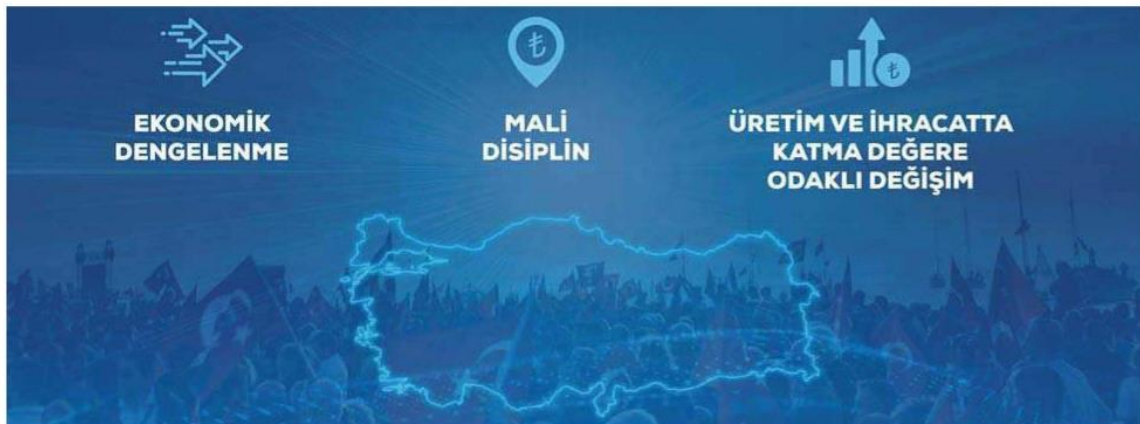 EKONOMİK
DENGELENME
MALİ
DİSİPLİN
ÜRETİM VE İHRACATTA
KATMA DEĞERE
ODAKLI DEĞİŞİM